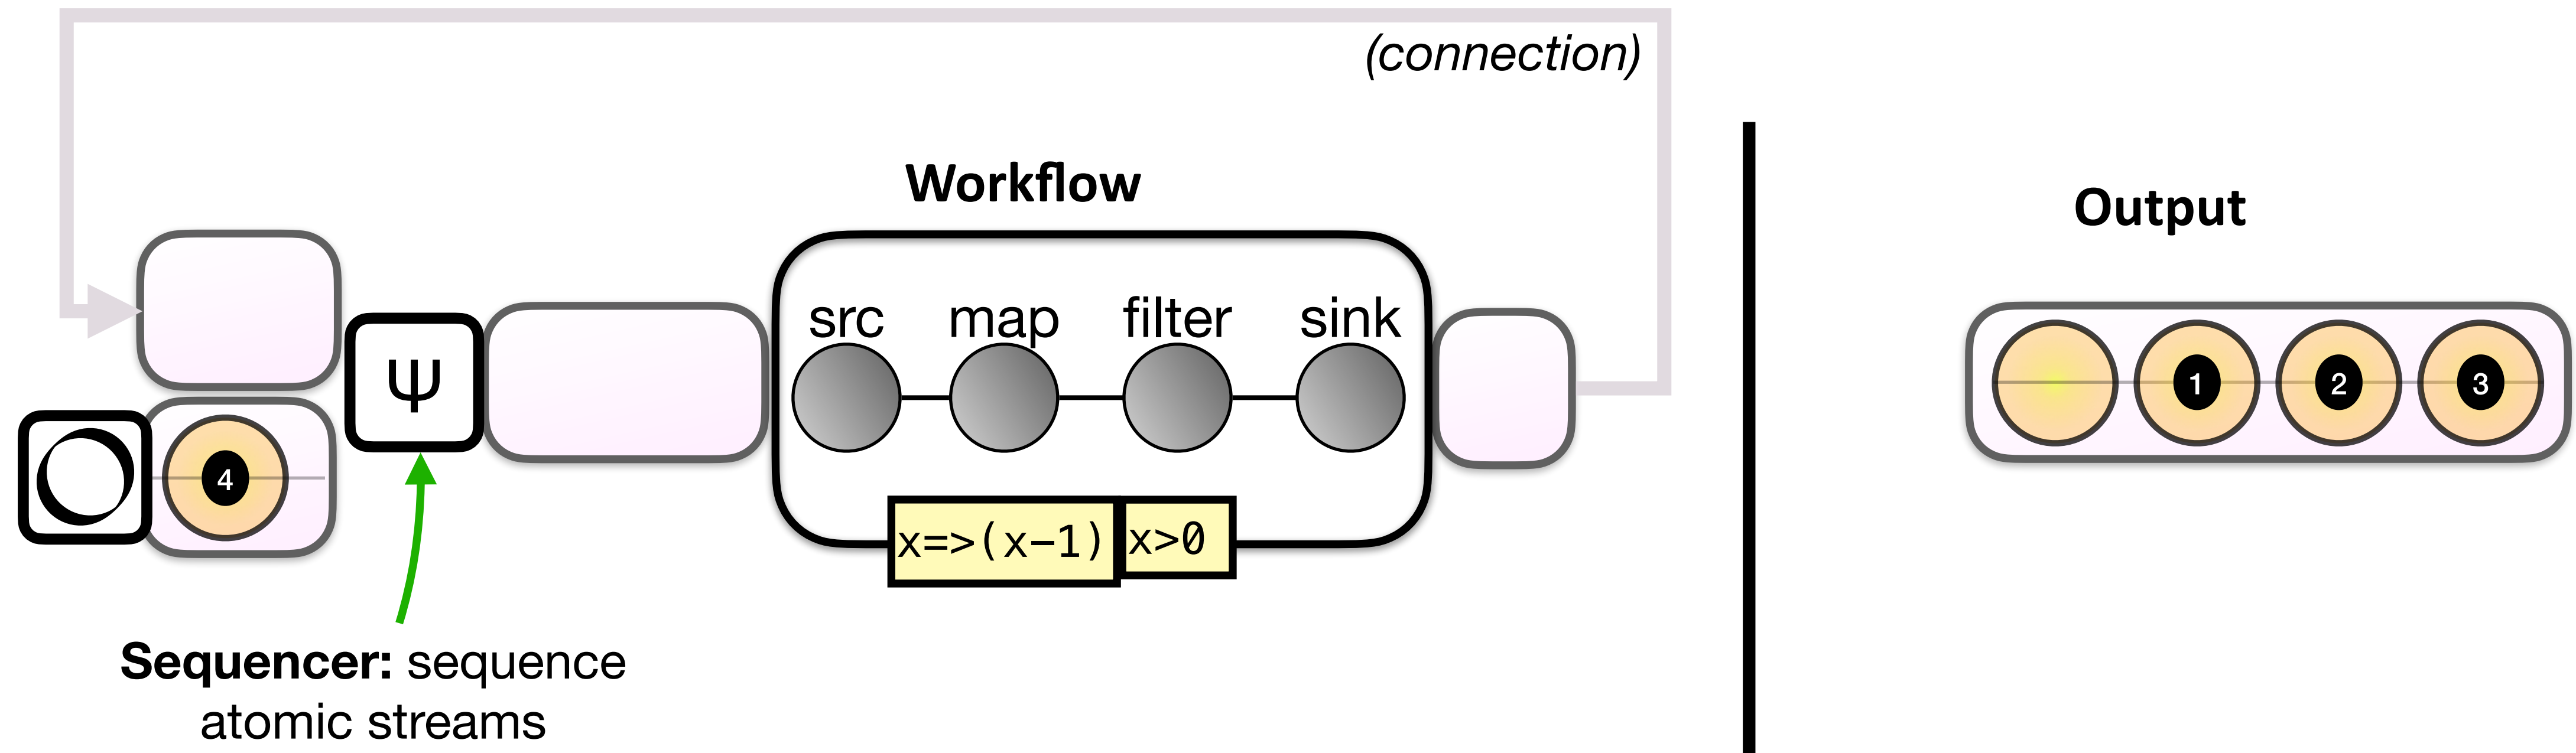 (connection)
Workflow
Output
src map filter sink
Ψ
1 2 3
4
x=>(x-1) x>0
Sequencer: sequence
atomic streams